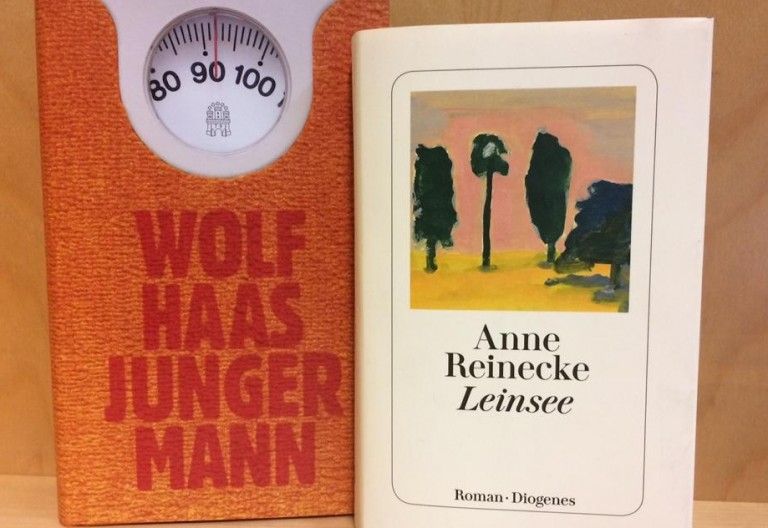 80 90 100
WOLF
HAAS
JUNGER
MANN
Anne
Reinecke
Leinsee
Roman · Diogenes